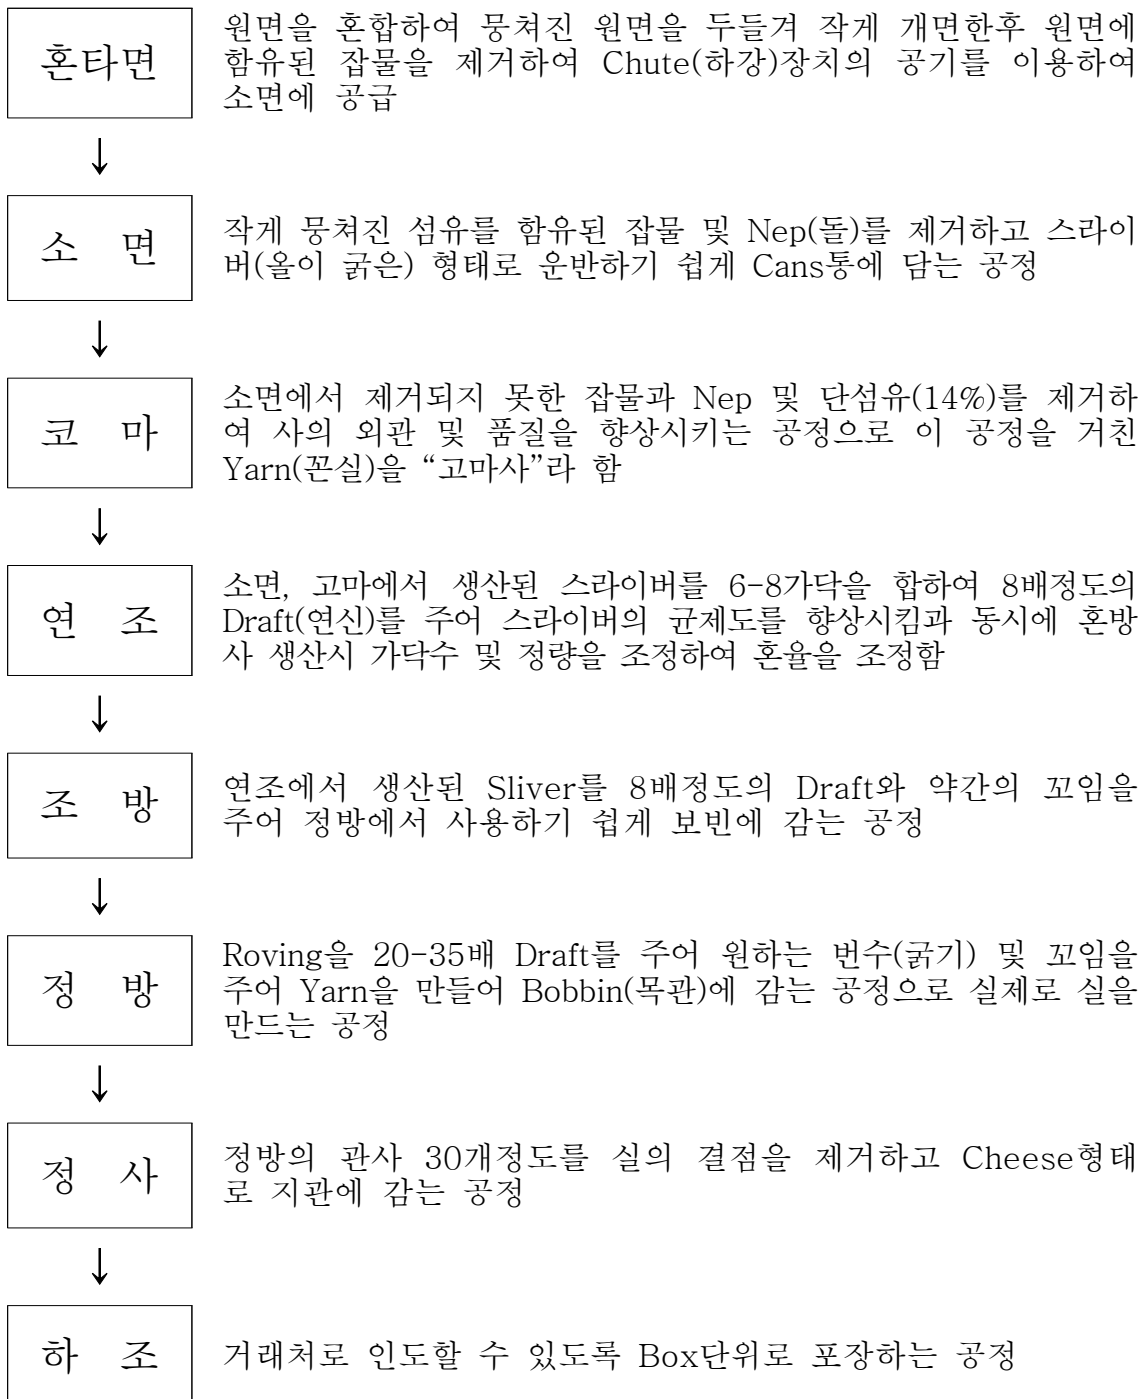 혼타면
원면을 혼합하여 뭉쳐진 원면을 두들겨 작게 개면한후 원면에
함유된 잡물을 제거하여 Chute(하강)장치의 공기를 이용하여
소면에 공급
↓
소 면
작게 뭉쳐진 섬유를 함유된 잡물 및 Nep(돌)를 제거하고 스라이
버(올이 굵은) 형태로 운반하기 쉽게 Cans통에 담는 공정
↓
코 마
소면에서 제거되지 못한 잡물과 Nep 및 단섬유(14%)를 제거하
여 사의 외관 및 품질을 향상시키는 공정으로 이 공정을 거친
Yarn(꼰실)을 “고마사”라 함
↓
연 조
소면, 고마에서 생산된 스라이버를 6-8가닥을 합하여 8배정도의
Draft(연신)를 주어 스라이버의 균제도를 향상시킴과 동시에 혼방
사 생산시 가닥수 및 정량을 조정하여 혼율을 조정함
↓
조 방
연조에서 생산된 Sliver를 8배정도의 Draft와 약간의 꼬임을
주어 정방에서 사용하기 쉽게 보빈에 감는 공정
↓
정 방
Roving을 20-35배 Draft를 주어 원하는 번수(굵기) 및 꼬임을
주어 Yarn을 만들어 Bobbin(목관)에 감는 공정으로 실제로 실을
만드는 공정
↓
정 사
정방의 관사 30개정도를 실의 결점을 제거하고 Cheese형태
로 지관에 감는 공정
↓
하 조
거래처로 인도할 수 있도록 Box단위로 포장하는 공정